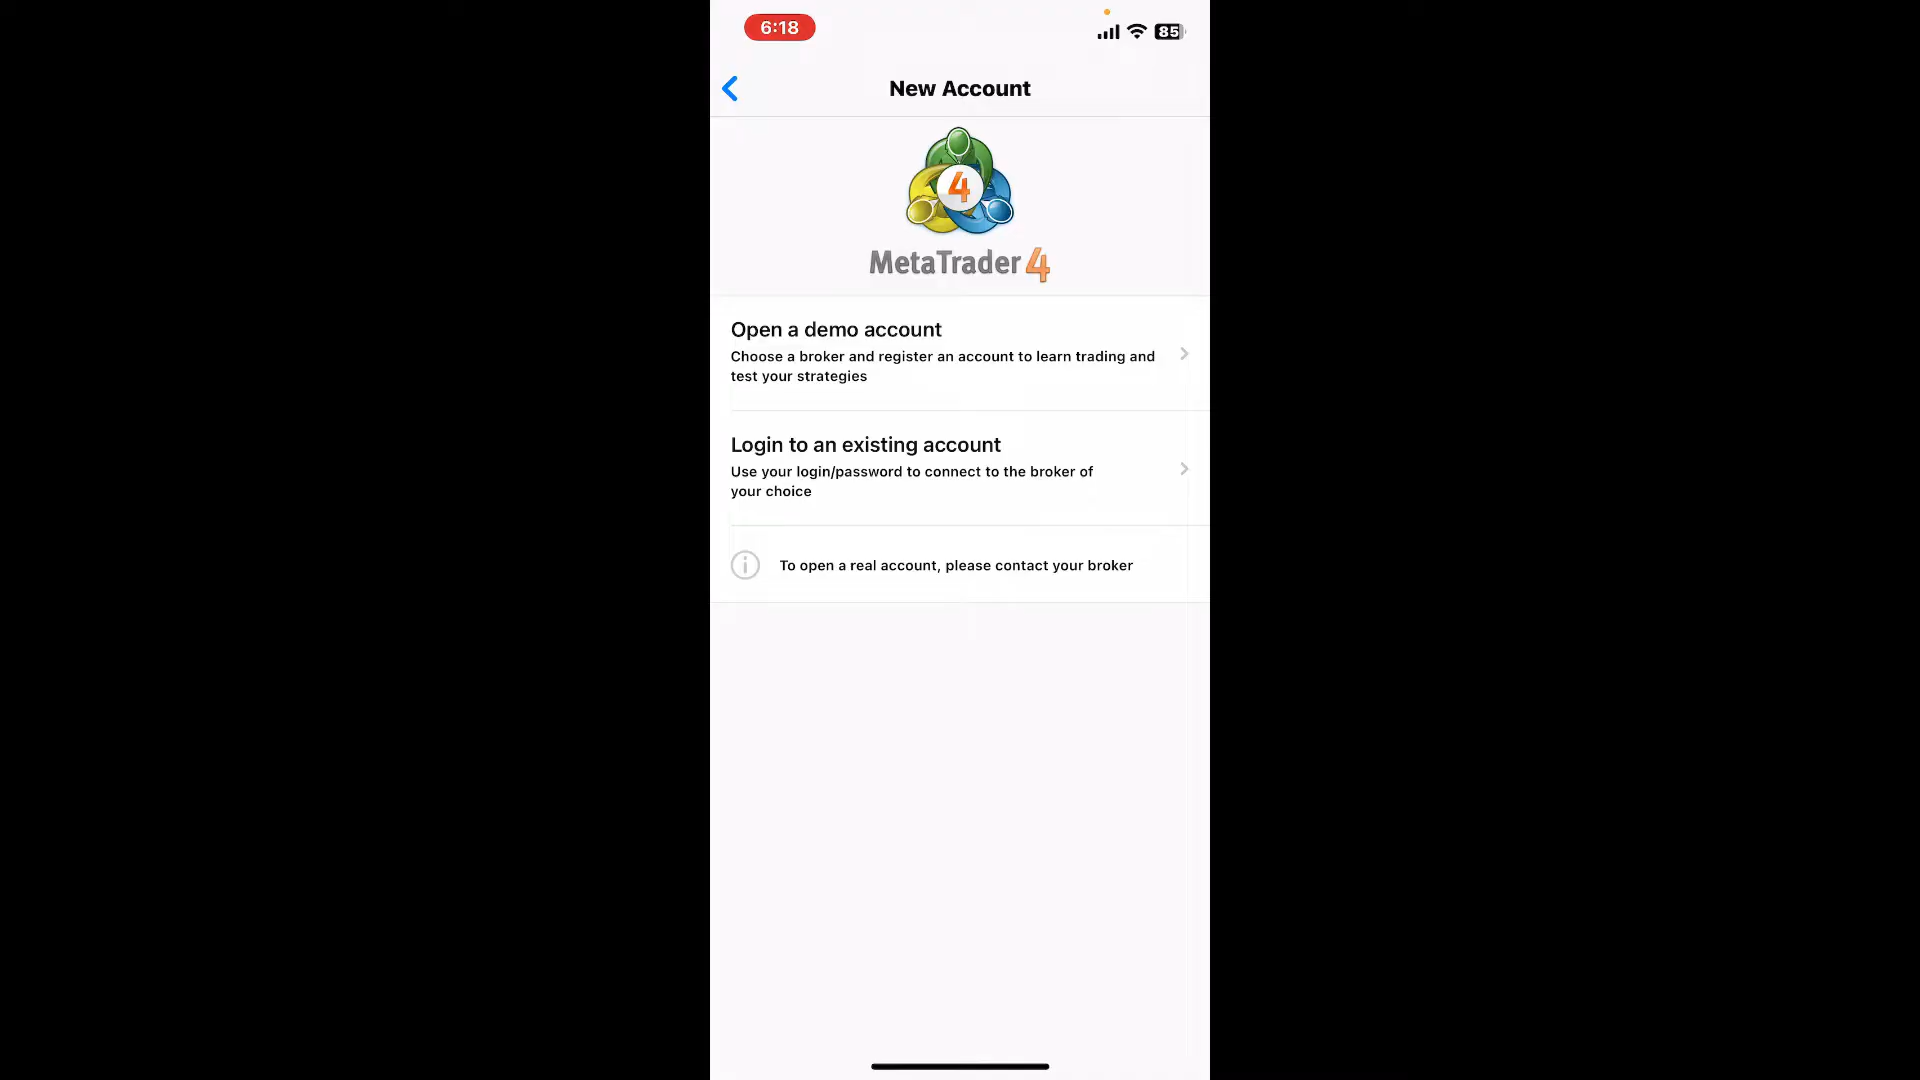 6:18
85
New Account
4
MetaTrader 4
Open a demo account
Choose a broker and register an account to learn trading and
test your strategies
Login to an existing account
Use your login/password to connect to the broker of
your choice
To open a real account, please contact your broker